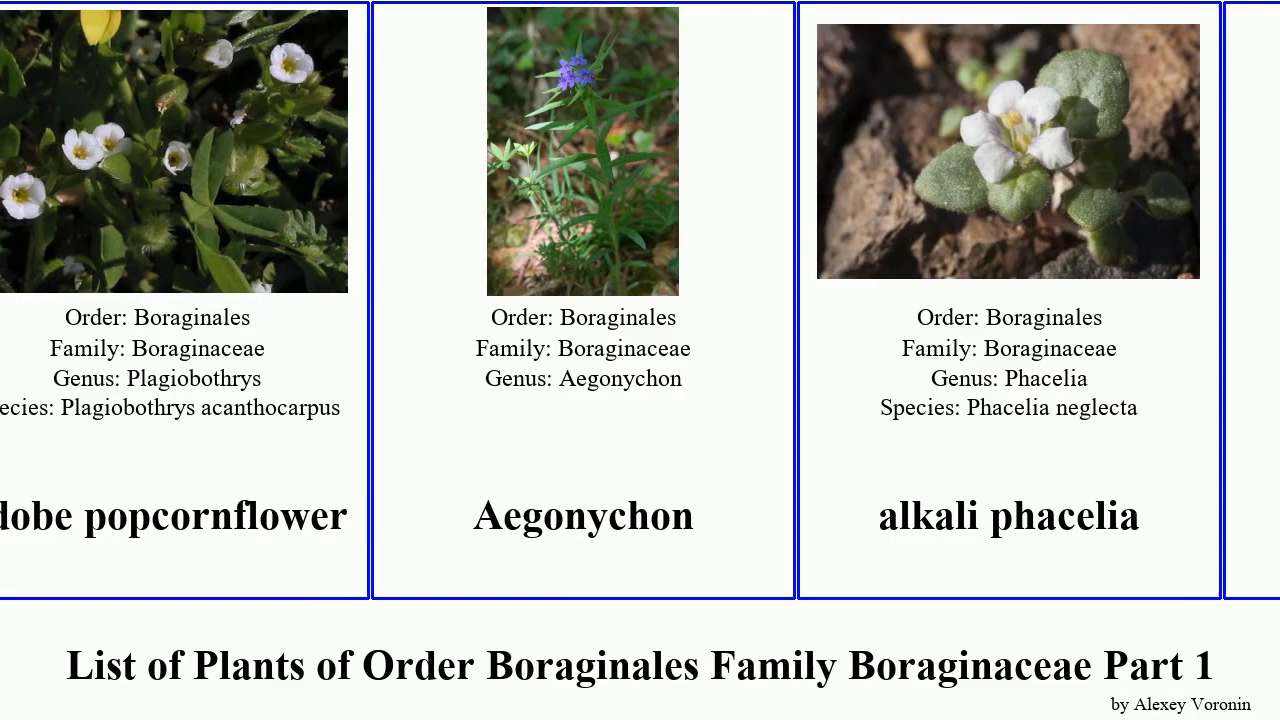 Order: Boraginales
Family: Boraginaceae
Genus: Plagiobothrys
ecies: Plagiobothrys acanthocarpus
dobe popcornflower
Order: Boraginales
Family: Boraginaceae
Genus: Aegonychon
Aegonychon
Order: Boraginales
Family: Boraginaceae
Genus: Phacelia
Species: Phacelia neglecta
alkali phacelia
List of Plants of Order Boraginales Family Boraginaceae Part 1
by Alexey Voronin